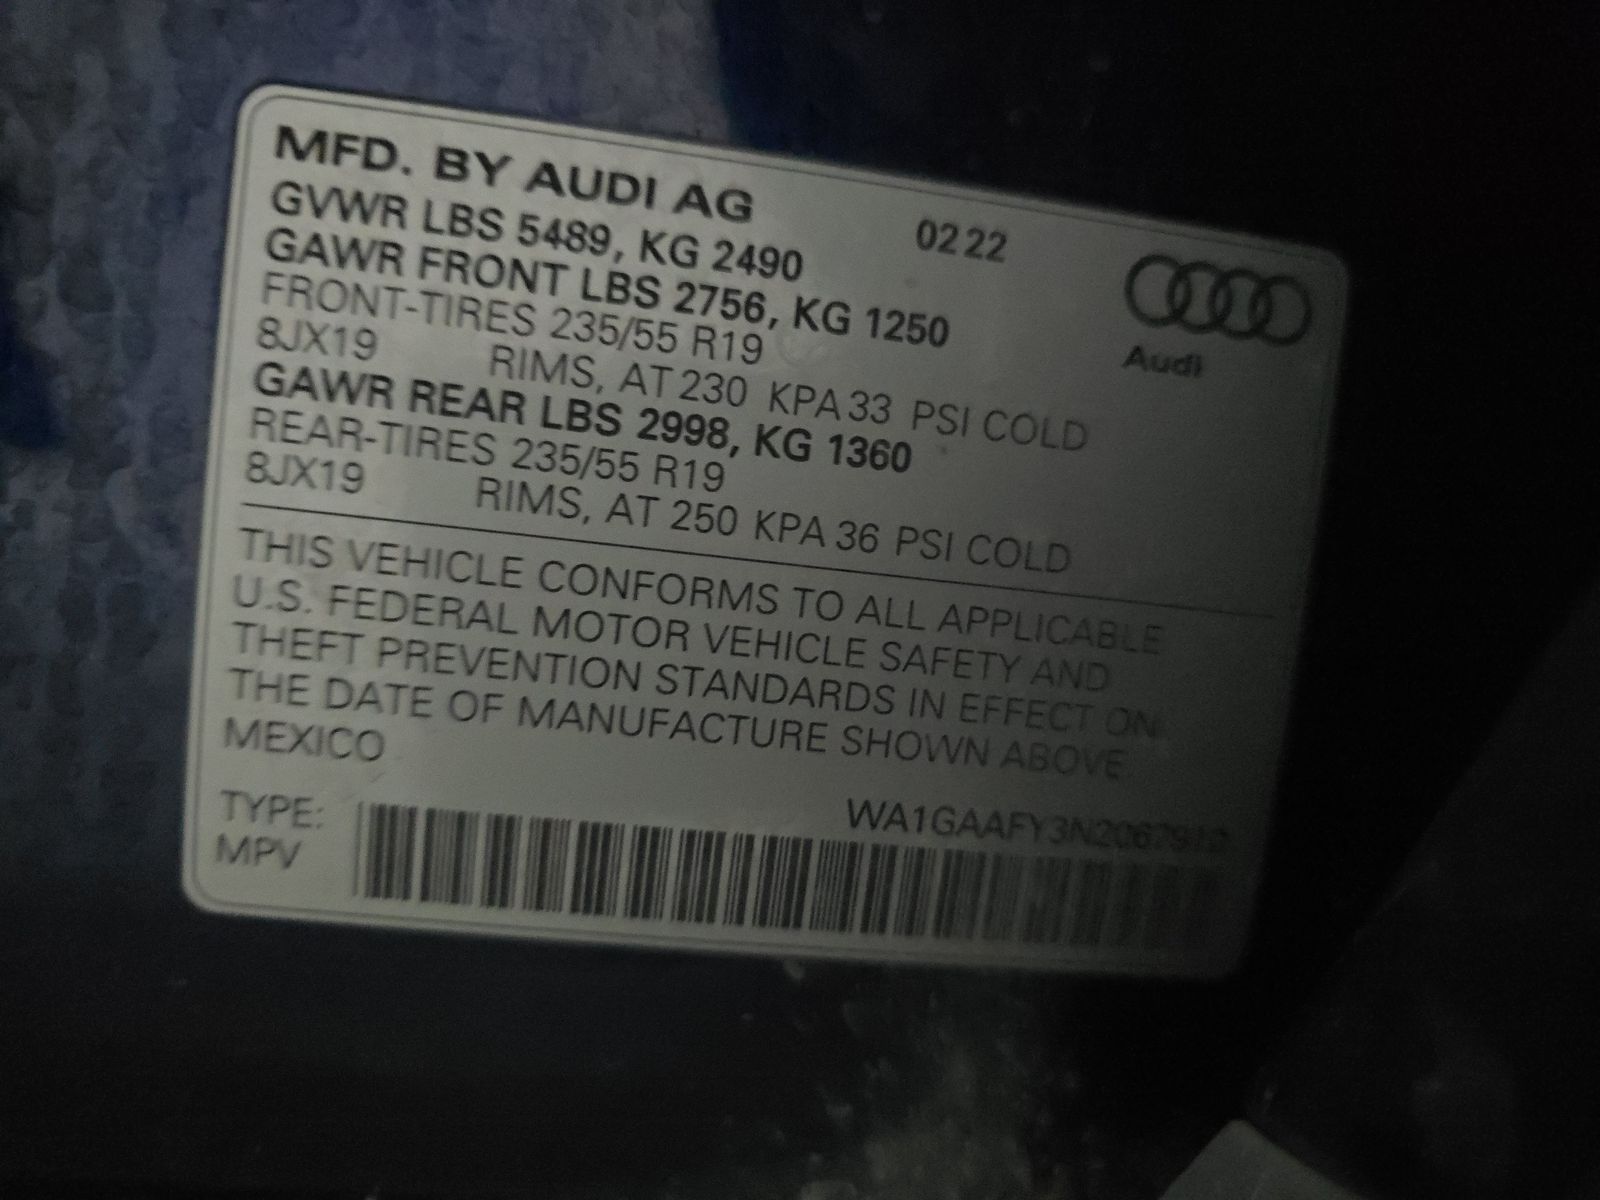 MFD. BY AUDI AG
0222
GVWR LBS 5489, KG 2490
GAWR FRONT LBS 2756, KG 1250
FRONT-TIRES 235/55 R19
8JX19 RIMS, AT 230 KPA 33 PSI COLD
Audi
GAWR REAR LBS 2998, KG 1360
REAR-TIRES 235/55 R19
8JX19 RIMS, AT 250 KPA 36 PSI COLD
THIS VEHICLE CONFORMS TO ALL APPLICABLE
U.S. FEDERAL MOTOR VEHICLE SAFETY AND
THEFT PREVENTION STANDARDS IN EFFECT ON
THE DATE OF MANUFACTURE SHOWN ABOVE
MEXICO
TYPE:
MPV